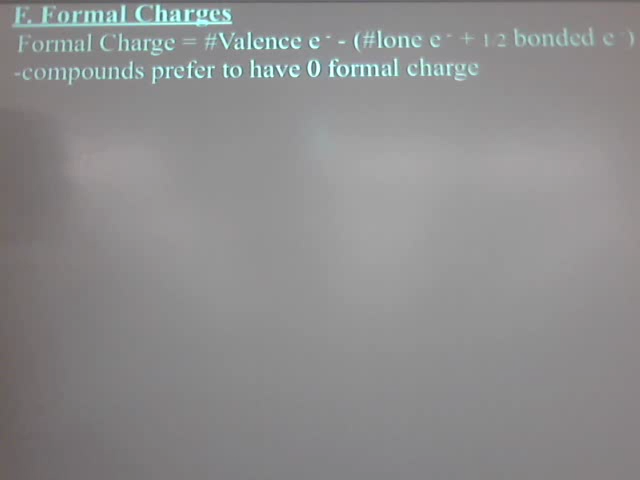 F. Formal Charges
Formal Charge = #Valence e⁻ - (#lone e⁻ + 1/2 bonded e⁻)
-compounds prefer to have 0 formal charge